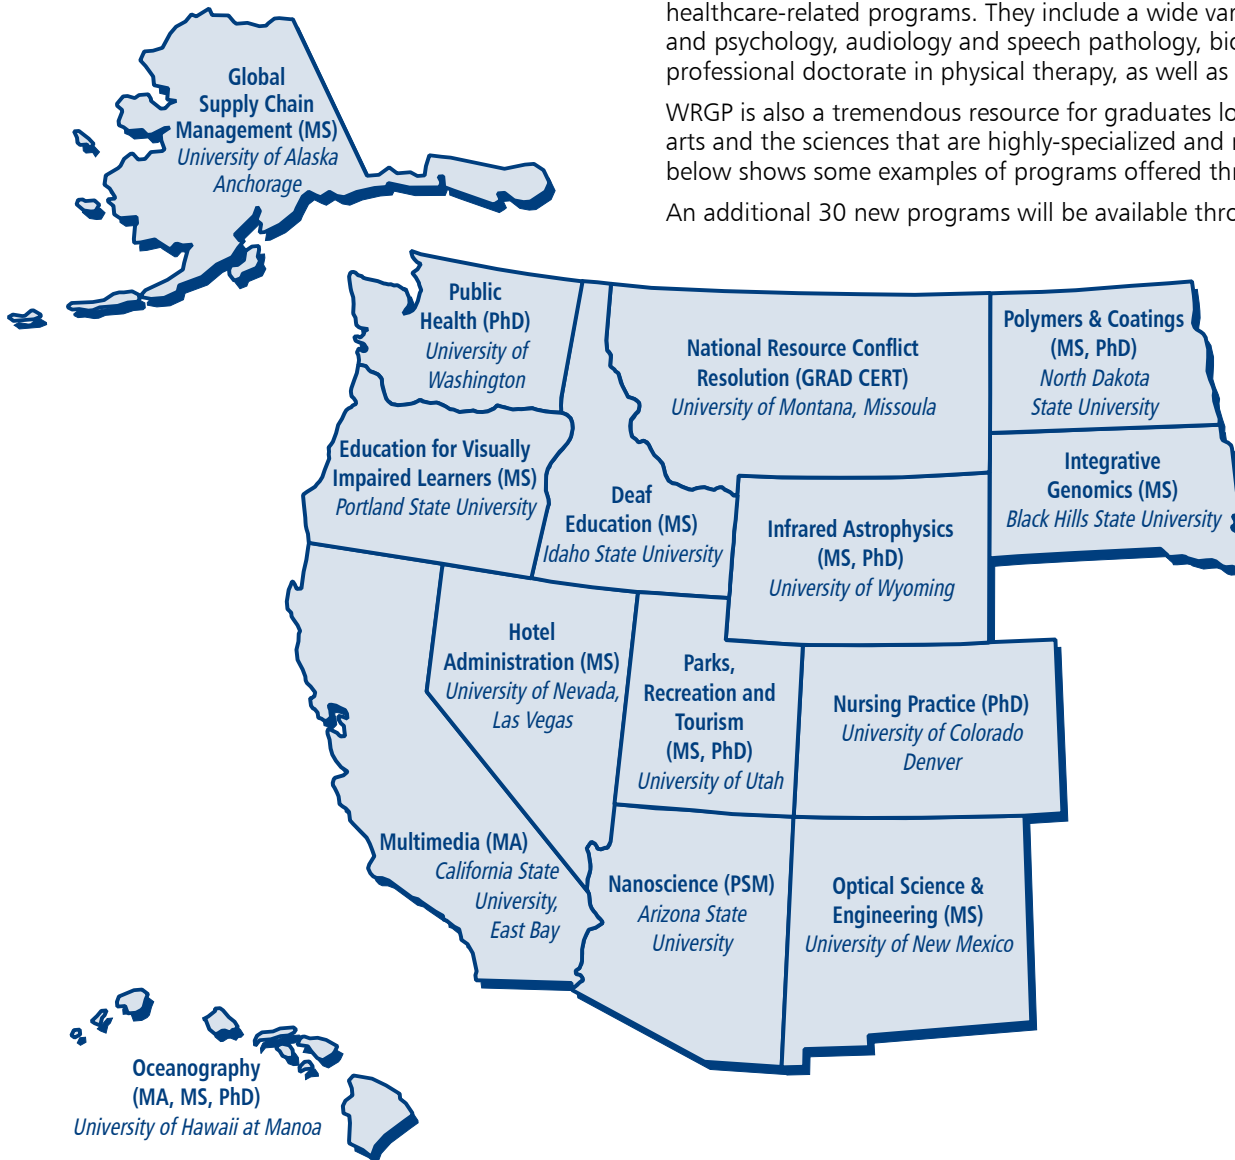 healthcare-related programs. They include a wide var
and psychology, audiology and speech pathology, bio
professional doctorate in physical therapy, as well as
WRGP is also a tremendous resource for graduates lo
arts and the sciences that are highly-specialized and r
below shows some examples of programs offered thr
An additional 30 new programs will be available thro
Global
Supply Chain
Management (MS)
University of Alaska
Anchorage
Public
Health (PhD)
University of
Washington
National Resource Conflict
Resolution (GRAD CERT)
University of Montana, Missoula
Polymers & Coatings
(MS, PhD)
North Dakota
State University
Education for Visually
Impaired Learners (MS)
Portland State University
Deaf
Education (MS)
Idaho State University
Infrared Astrophysics
(MS, PhD)
University of Wyoming
Integrative
Genomics (MS)
Black Hills State University
Hotel
Administration (MS)
University of Nevada,
Las Vegas
Parks,
Recreation and
Tourism
(MS, PhD)
University of Utah
Nursing Practice (PhD)
University of Colorado
Denver
Multimedia (MA)
California State
University,
East Bay
Nanoscience (PSM)
Arizona State
University
Optical Science &
Engineering (MS)
University of New Mexico
Oceanography
(MA, MS, PhD)
University of Hawaii at Manoa